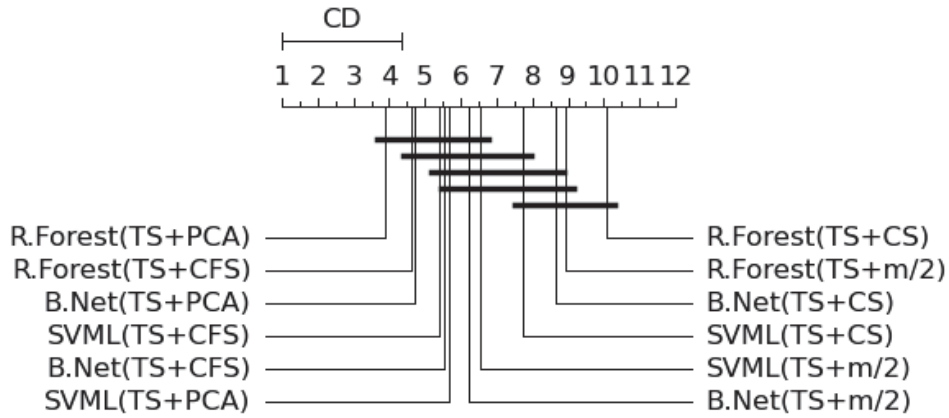 CD
1 2 3 4 5 6 7 8 9 10 11 12
R.Forest(TS+PCA) R.Forest(TS+CS)
R.Forest(TS+CFS) R.Forest(TS+m/2)
B.Net(TS+PCA) B.Net(TS+CS)
SVML(TS+CFS) SVML(TS+CS)
B.Net(TS+CFS) SVML(TS+m/2)
SVML(TS+PCA) B.Net(TS+m/2)